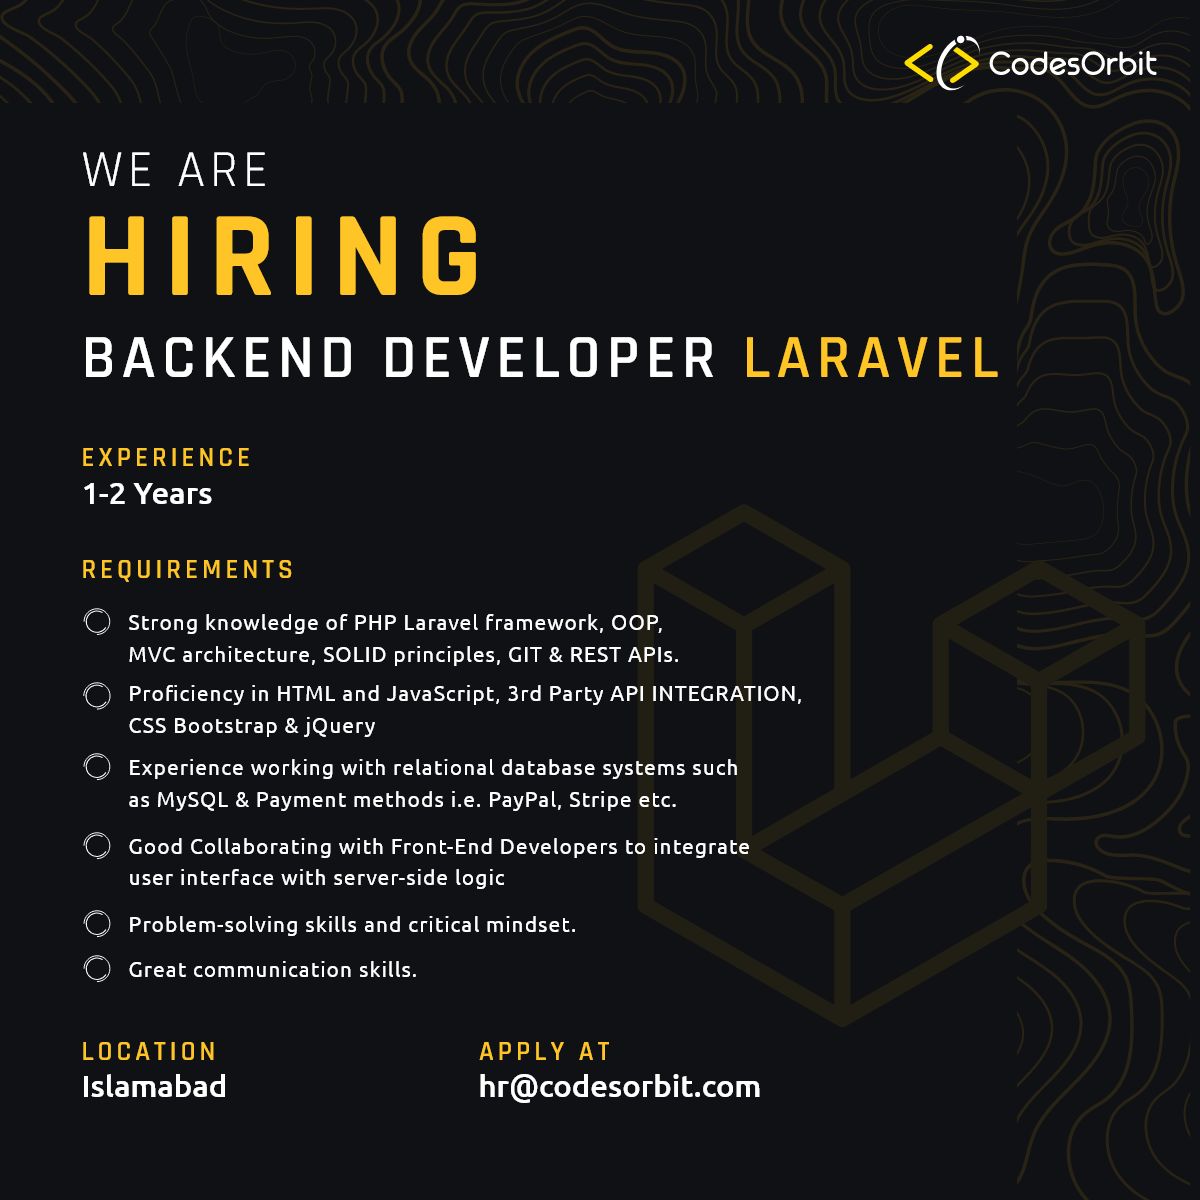 CodesOrbit
WE ARE
HIRING
BACKEND DEVELOPER LARAVEL
EXPERIENCE
1-2 Years
REQUIREMENTS
Strong knowledge of PHP Laravel framework, OOP,
MVC architecture, SOLID principles, GIT & REST APIs.
Proficiency in HTML and JavaScript, 3rd Party API INTEGRATION,
CSS Bootstrap & jQuery
Experience working with relational database systems such
as MySQL & Payment methods i.e. PayPal, Stripe etc.
Good Collaborating with Front-End Developers to integrate
user interface with server-side logic
Problem-solving skills and critical mindset.
Great communication skills.
LOCATION
Islamabad
APPLY AT
hr@codesorbit.com